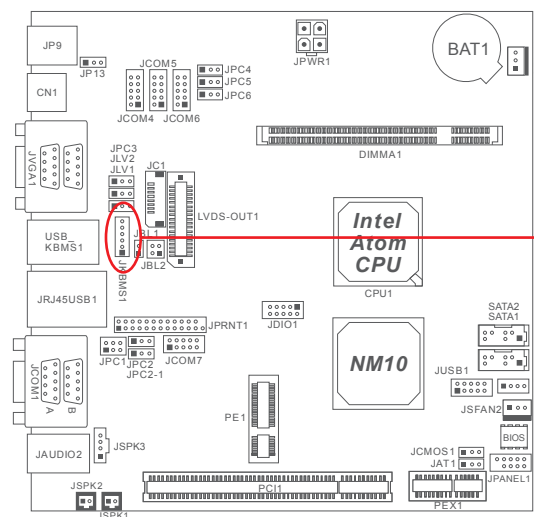 JP9
JP13
CN1
JCOM5
JCOM4
JCOM6
JPC4
JPC5
JPC6
JPWR1
BAT1
DIMMA1
JVGA1
JPC3
JLV2
JLV1
JC1
LVDS-OUT1
USB_
KBMS1
JKBMS1
JBL1
JBL2
Intel
Atom
CPU
CPU1
JRJ45USB1
JPRNT1
JDIO1
SATA2
SATA1
JCOM1
A
B
JPC1
JPC2
JPC2-1
JCOM7
NM10
JUSB1
JSFAN2
PE1
BIOS
JAUDIO2
JSPK3
JCMOS1
JAT1
JPANEL1
JSPK2
JSPK1
PCI1
PEX1